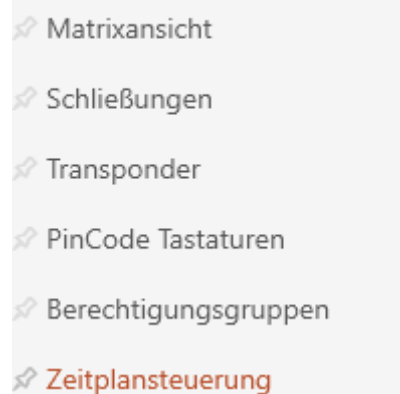 Matrixansicht
Schließungen
Transponder
PinCode Tastaturen
Berechtigungsgruppen
Zeitplansteuerung